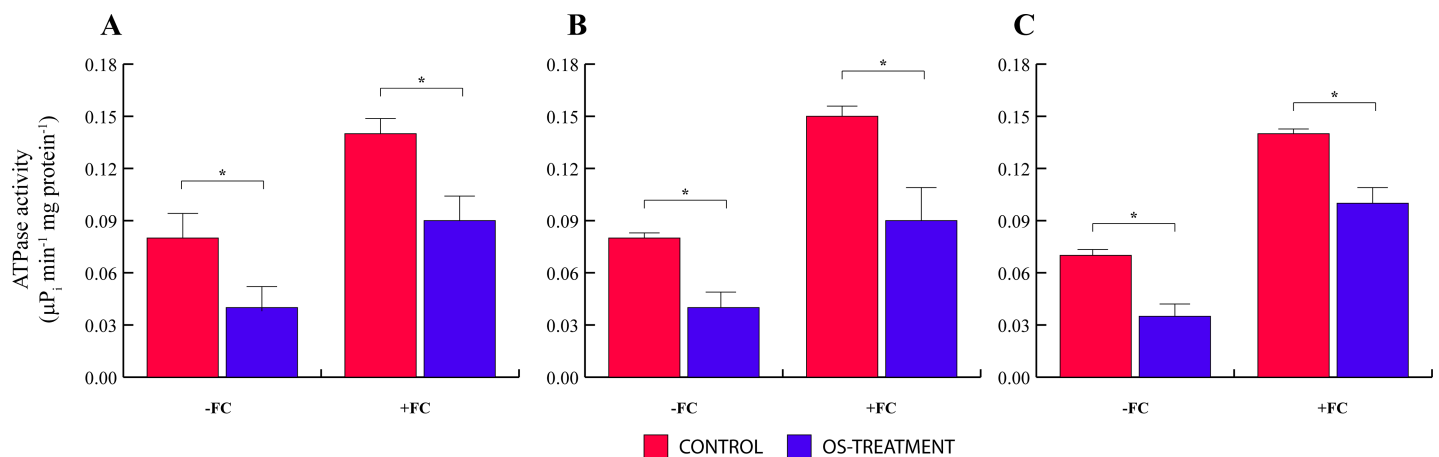 A
B
C
ATPase activity
(μPi min-1 mg protein-1)
0.18
0.15
0.12
0.09
0.06
0.03
0.00
*
*
-FC
+FC
0.18
0.15
0.12
0.09
0.06
0.03
0.00
*
*
-FC
+FC
0.18
0.15
0.12
0.09
0.06
0.03
0.00
*
*
-FC
+FC
CONTROL
OS-TREATMENT